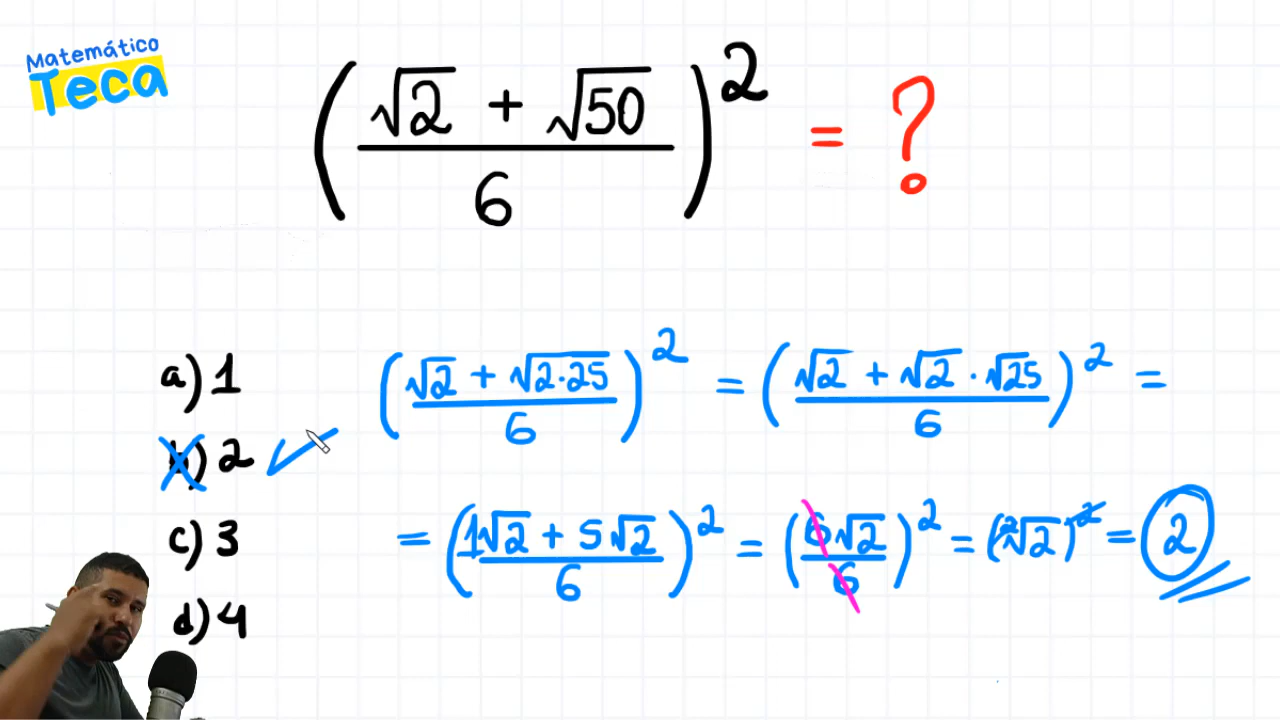 Matemático
Teca
(√2 + √50 / 6)² = ?
a) 1
b) 2
c) 3
d) 4
(√2 + √2·25 / 6)² = (√2 + √2 · √25 / 6)² =
= (1√2 + 5√2 / 6)² = (6√2 / 6)² = (²√2)² = 2